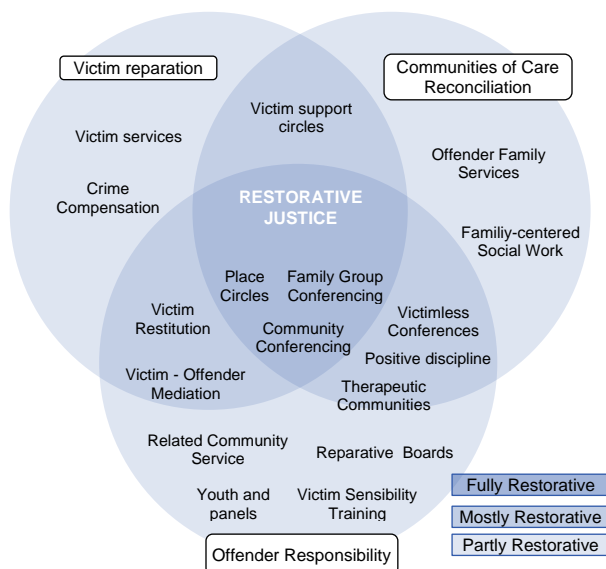 Victim reparation
Communities of Care
Reconciliation
Victim support
circles
Victim services
Offender Family
Services
Crime
Compensation
RESTORATIVE
JUSTICE
Familiy-centered
Social Work
Place
Circles
Family Group
Conferencing
Victim
Restitution
Community
Conferencing
Victimless
Conferences
Positive discipline
Victim - Offender
Mediation
Therapeutic
Communities
Related Community
Service
Reparative Boards
Youth and
panels
Victim Sensibility
Training
Offender Responsibility
Fully Restorative
Mostly Restorative
Partly Restorative